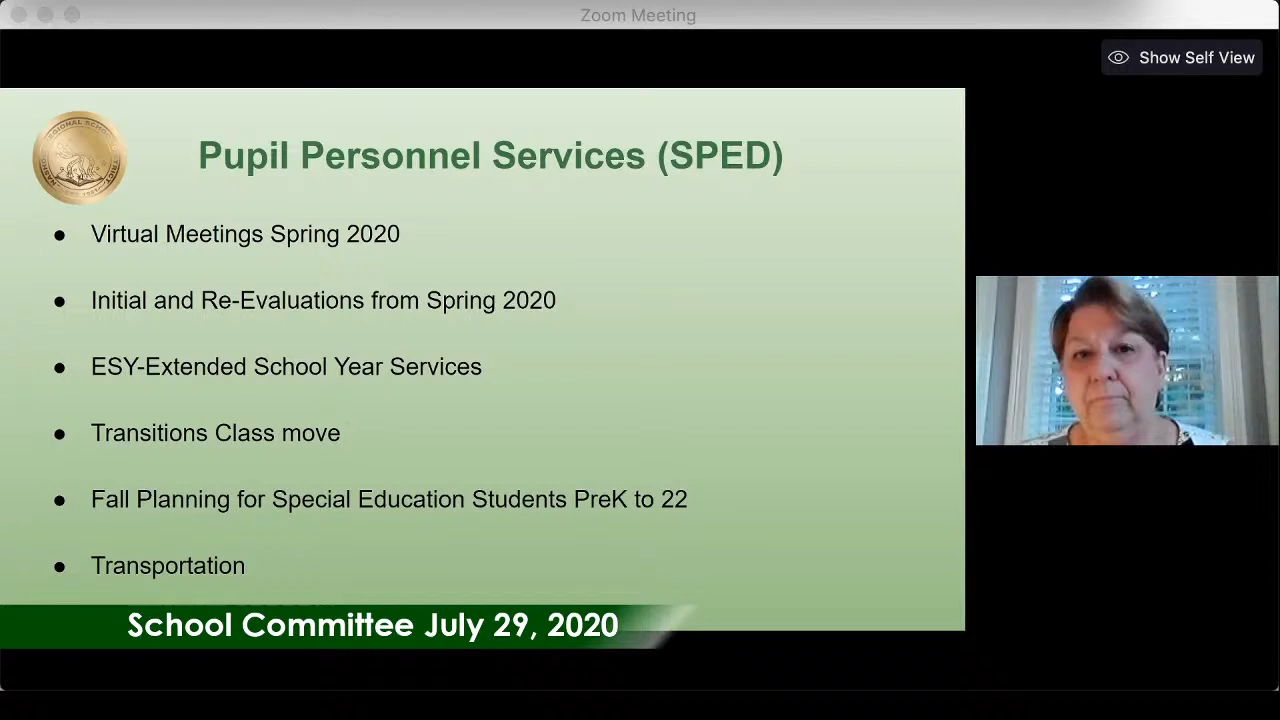 Zoom Meeting
Show Self View
REGIONAL SCHOOL
Pupil Personnel Services (SPED)
● Virtual Meetings Spring 2020
● Initial and Re-Evaluations from Spring 2020
● ESY-Extended School Year Services
● Transitions Class move
● Fall Planning for Special Education Students PreK to 22
● Transportation
School Committee July 29, 2020